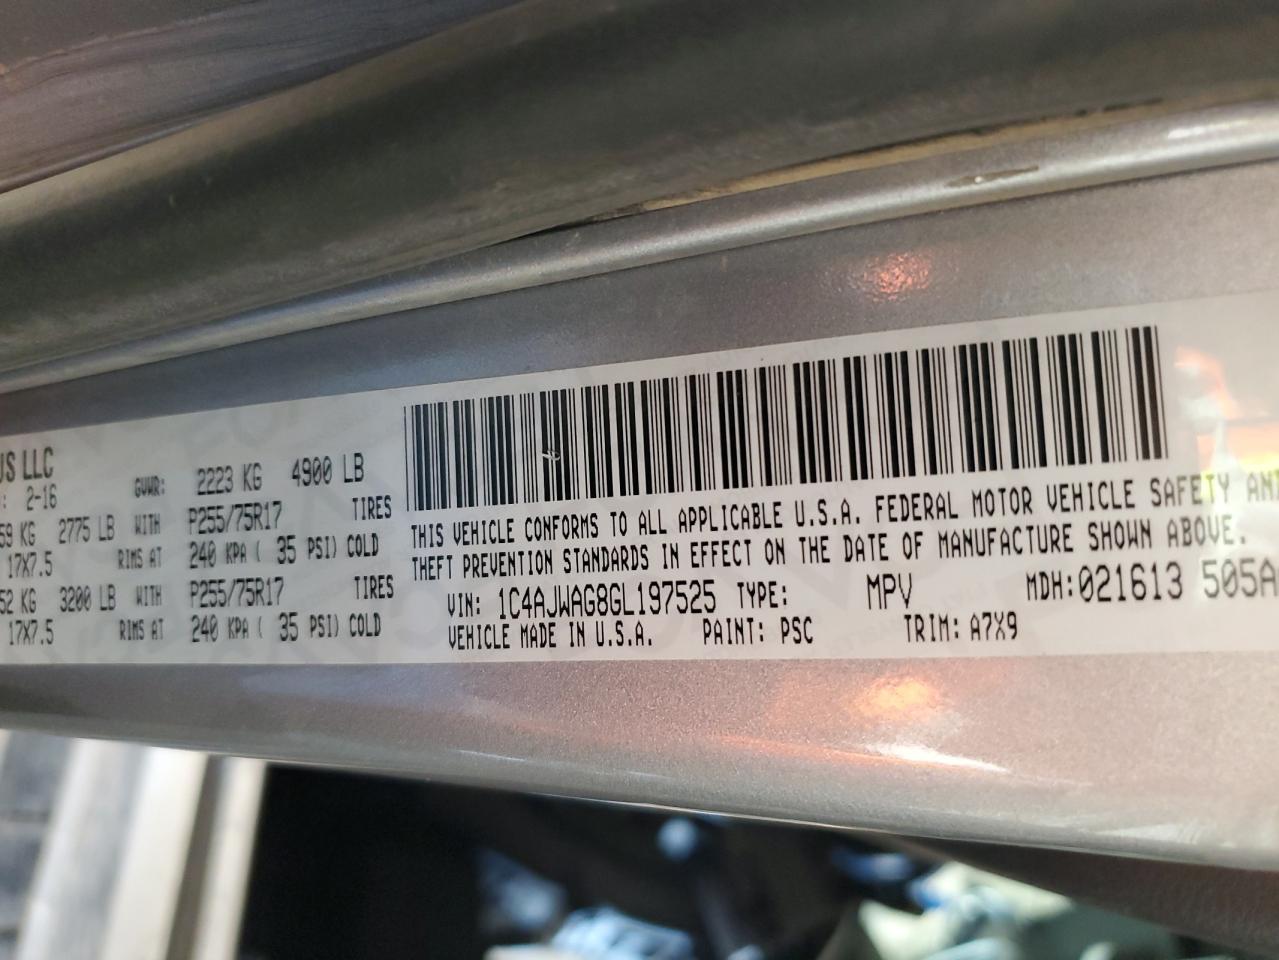 US LLC
2-16 GVWR: 2223 KG 4900 LB
59 KG 2775 LB WITH P255/75R17 TIRES
17X7.5 RIMS AT 240 KPA ( 35 PSI) COLD
52 KG 3200 LB WITH P255/75R17 TIRES
17X7.5 RIMS AT 240 KPA ( 35 PSI) COLD
THIS VEHICLE CONFORMS TO ALL APPLICABLE U.S.A. FEDERAL MOTOR VEHICLE SAFETY AND
THEFT PREVENTION STANDARDS IN EFFECT ON THE DATE OF MANUFACTURE SHOWN ABOVE.
VIN: 1C4AJWAG8GL197525 TYPE: MPV MDH:021613 505A
VEHICLE MADE IN U.S.A. PAINT: PSC TRIM: A7X9